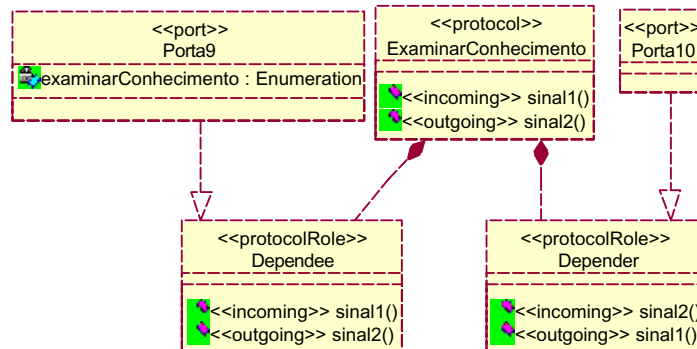 <<port>>
Porta9
examinarConhecimento : Enumeration
<<protocol>>
ExaminarConhecimento
<<incoming>> sinal1()
<<outgoing>> sinal2()
<<port>>
Porta10
<<protocolRole>>
Dependee
<<incoming>> sinal1()
<<outgoing>> sinal2()
<<protocolRole>>
Depender
<<incoming>> sinal2()
<<outgoing>> sinal1()